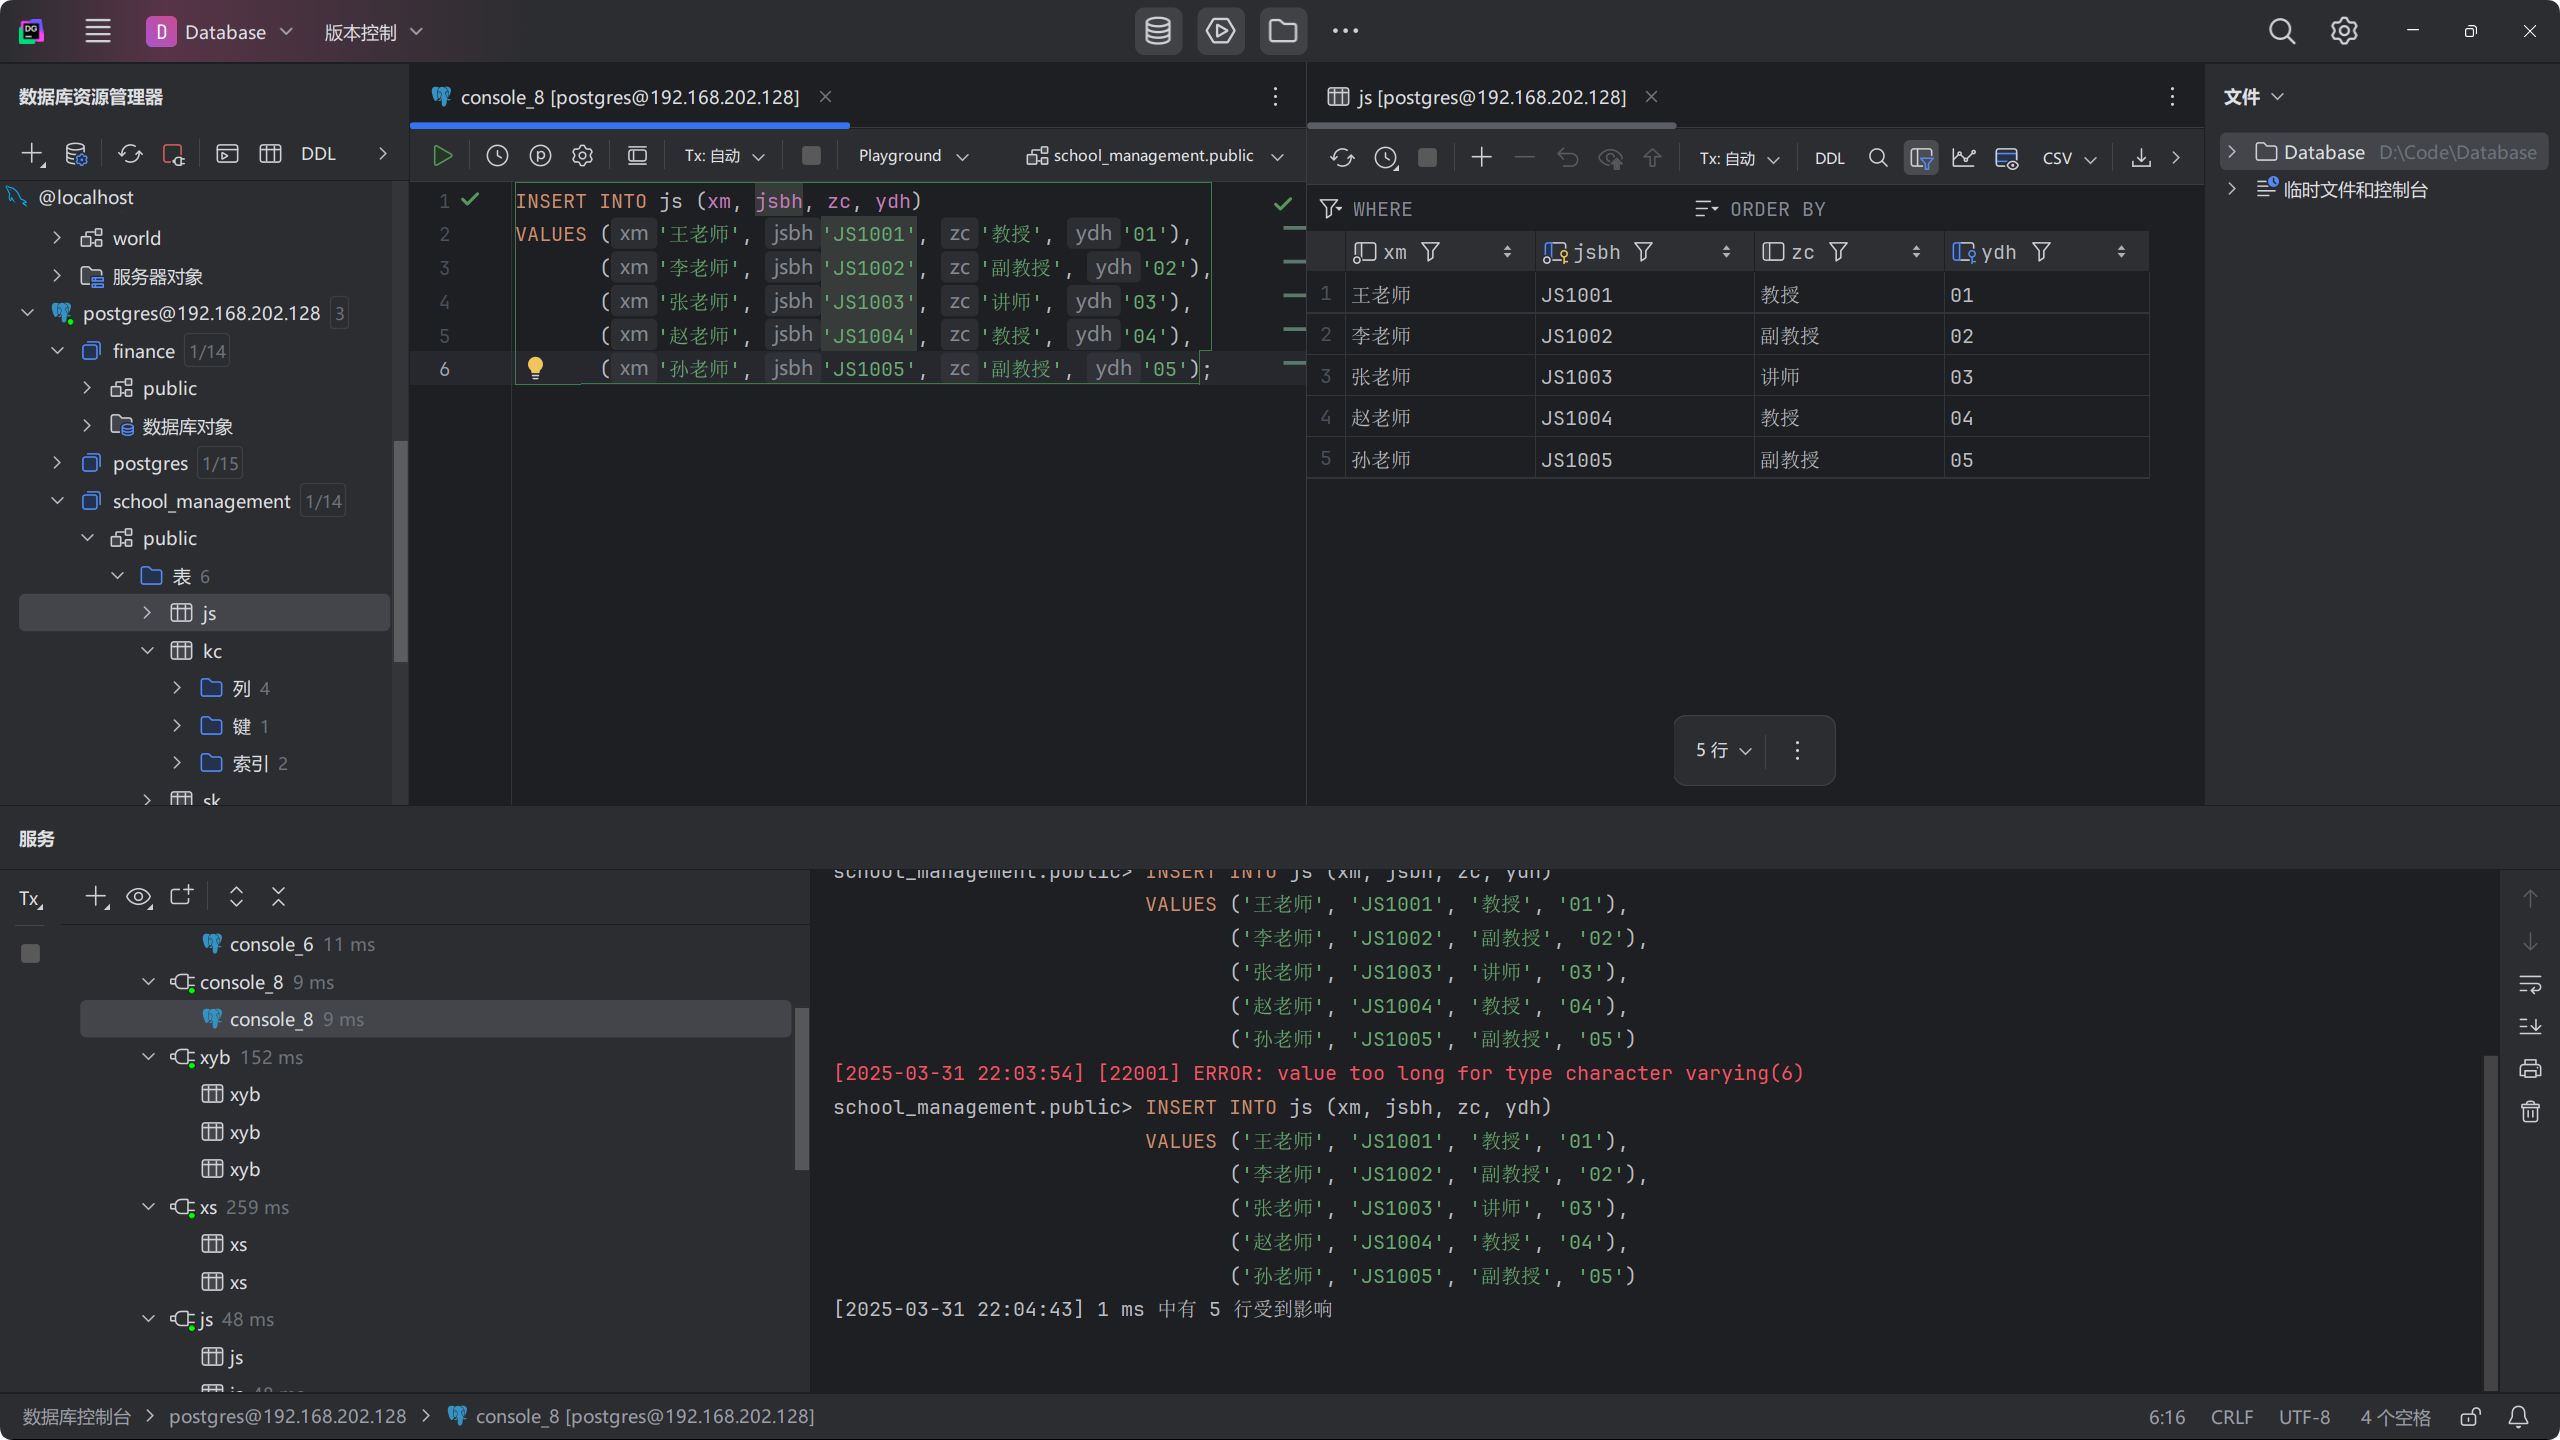 D Database 版本控制
数据库资源管理器
DDL
@localhost
world
服务器对象
postgres@192.168.202.128 3
finance 1/14
public
数据库对象
postgres 1/15
school_management 1/14
public
表 6
js
kc
列 4
键 1
索引 2
sk
console_8 [postgres@192.168.202.128]
Tx: 自动 Playground school_management.public
1 INSERT INTO js (xm, jsbh, zc, ydh)
2 VALUES (xm '王老师', jsbh 'JS1001', zc '教授', ydh '01'),
3 (xm '李老师', jsbh 'JS1002', zc '副教授', ydh '02'),
4 (xm '张老师', jsbh 'JS1003', zc '讲师', ydh '03'),
5 (xm '赵老师', jsbh 'JS1004', zc '教授', ydh '04'),
6 (xm '孙老师', jsbh 'JS1005', zc '副教授', ydh '05');
js [postgres@192.168.202.128]
Tx: 自动 DDL CSV
WHERE ORDER BY
xm jsbh zc ydh
1 王老师 JS1001 教授 01
2 李老师 JS1002 副教授 02
3 张老师 JS1003 讲师 03
4 赵老师 JS1004 教授 04
5 孙老师 JS1005 副教授 05
5 行
文件
Database D:\Code\Database
临时文件和控制台
服务
Tx
console_6 11 ms
console_8 9 ms
console_8 9 ms
xyb 152 ms
xyb
xyb
xyb
xs 259 ms
xs
xs
js 48 ms
js
js 48 ms
school_management.public> INSERT INTO js (xm, jsbh, zc, ydh)
VALUES ('王老师', 'JS1001', '教授', '01'),
('李老师', 'JS1002', '副教授', '02'),
('张老师', 'JS1003', '讲师', '03'),
('赵老师', 'JS1004', '教授', '04'),
('孙老师', 'JS1005', '副教授', '05')
[2025-03-31 22:03:54] [22001] ERROR: value too long for type character varying(6)
school_management.public> INSERT INTO js (xm, jsbh, zc, ydh)
VALUES ('王老师', 'JS1001', '教授', '01'),
('李老师', 'JS1002', '副教授', '02'),
('张老师', 'JS1003', '讲师', '03'),
('赵老师', 'JS1004', '教授', '04'),
('孙老师', 'JS1005', '副教授', '05')
[2025-03-31 22:04:43] 1 ms 中有 5 行受到影响
数据库控制台 postgres@192.168.202.128 console_8 [postgres@192.168.202.128]
6:16 CRLF UTF-8 4 个空格